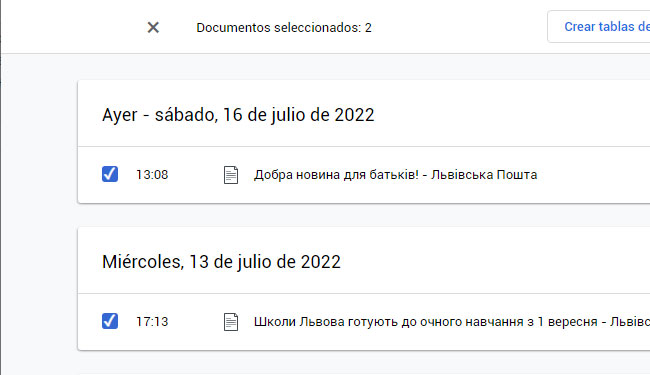 Documentos seleccionados: 2
Crear tablas de
Ayer - sábado, 16 de julio de 2022
13:08 Добра новина для батьків! - Львівська Пошта
Miércoles, 13 de julio de 2022
17:13 Школи Львова готують до очного навчання з 1 вересня - Львівс